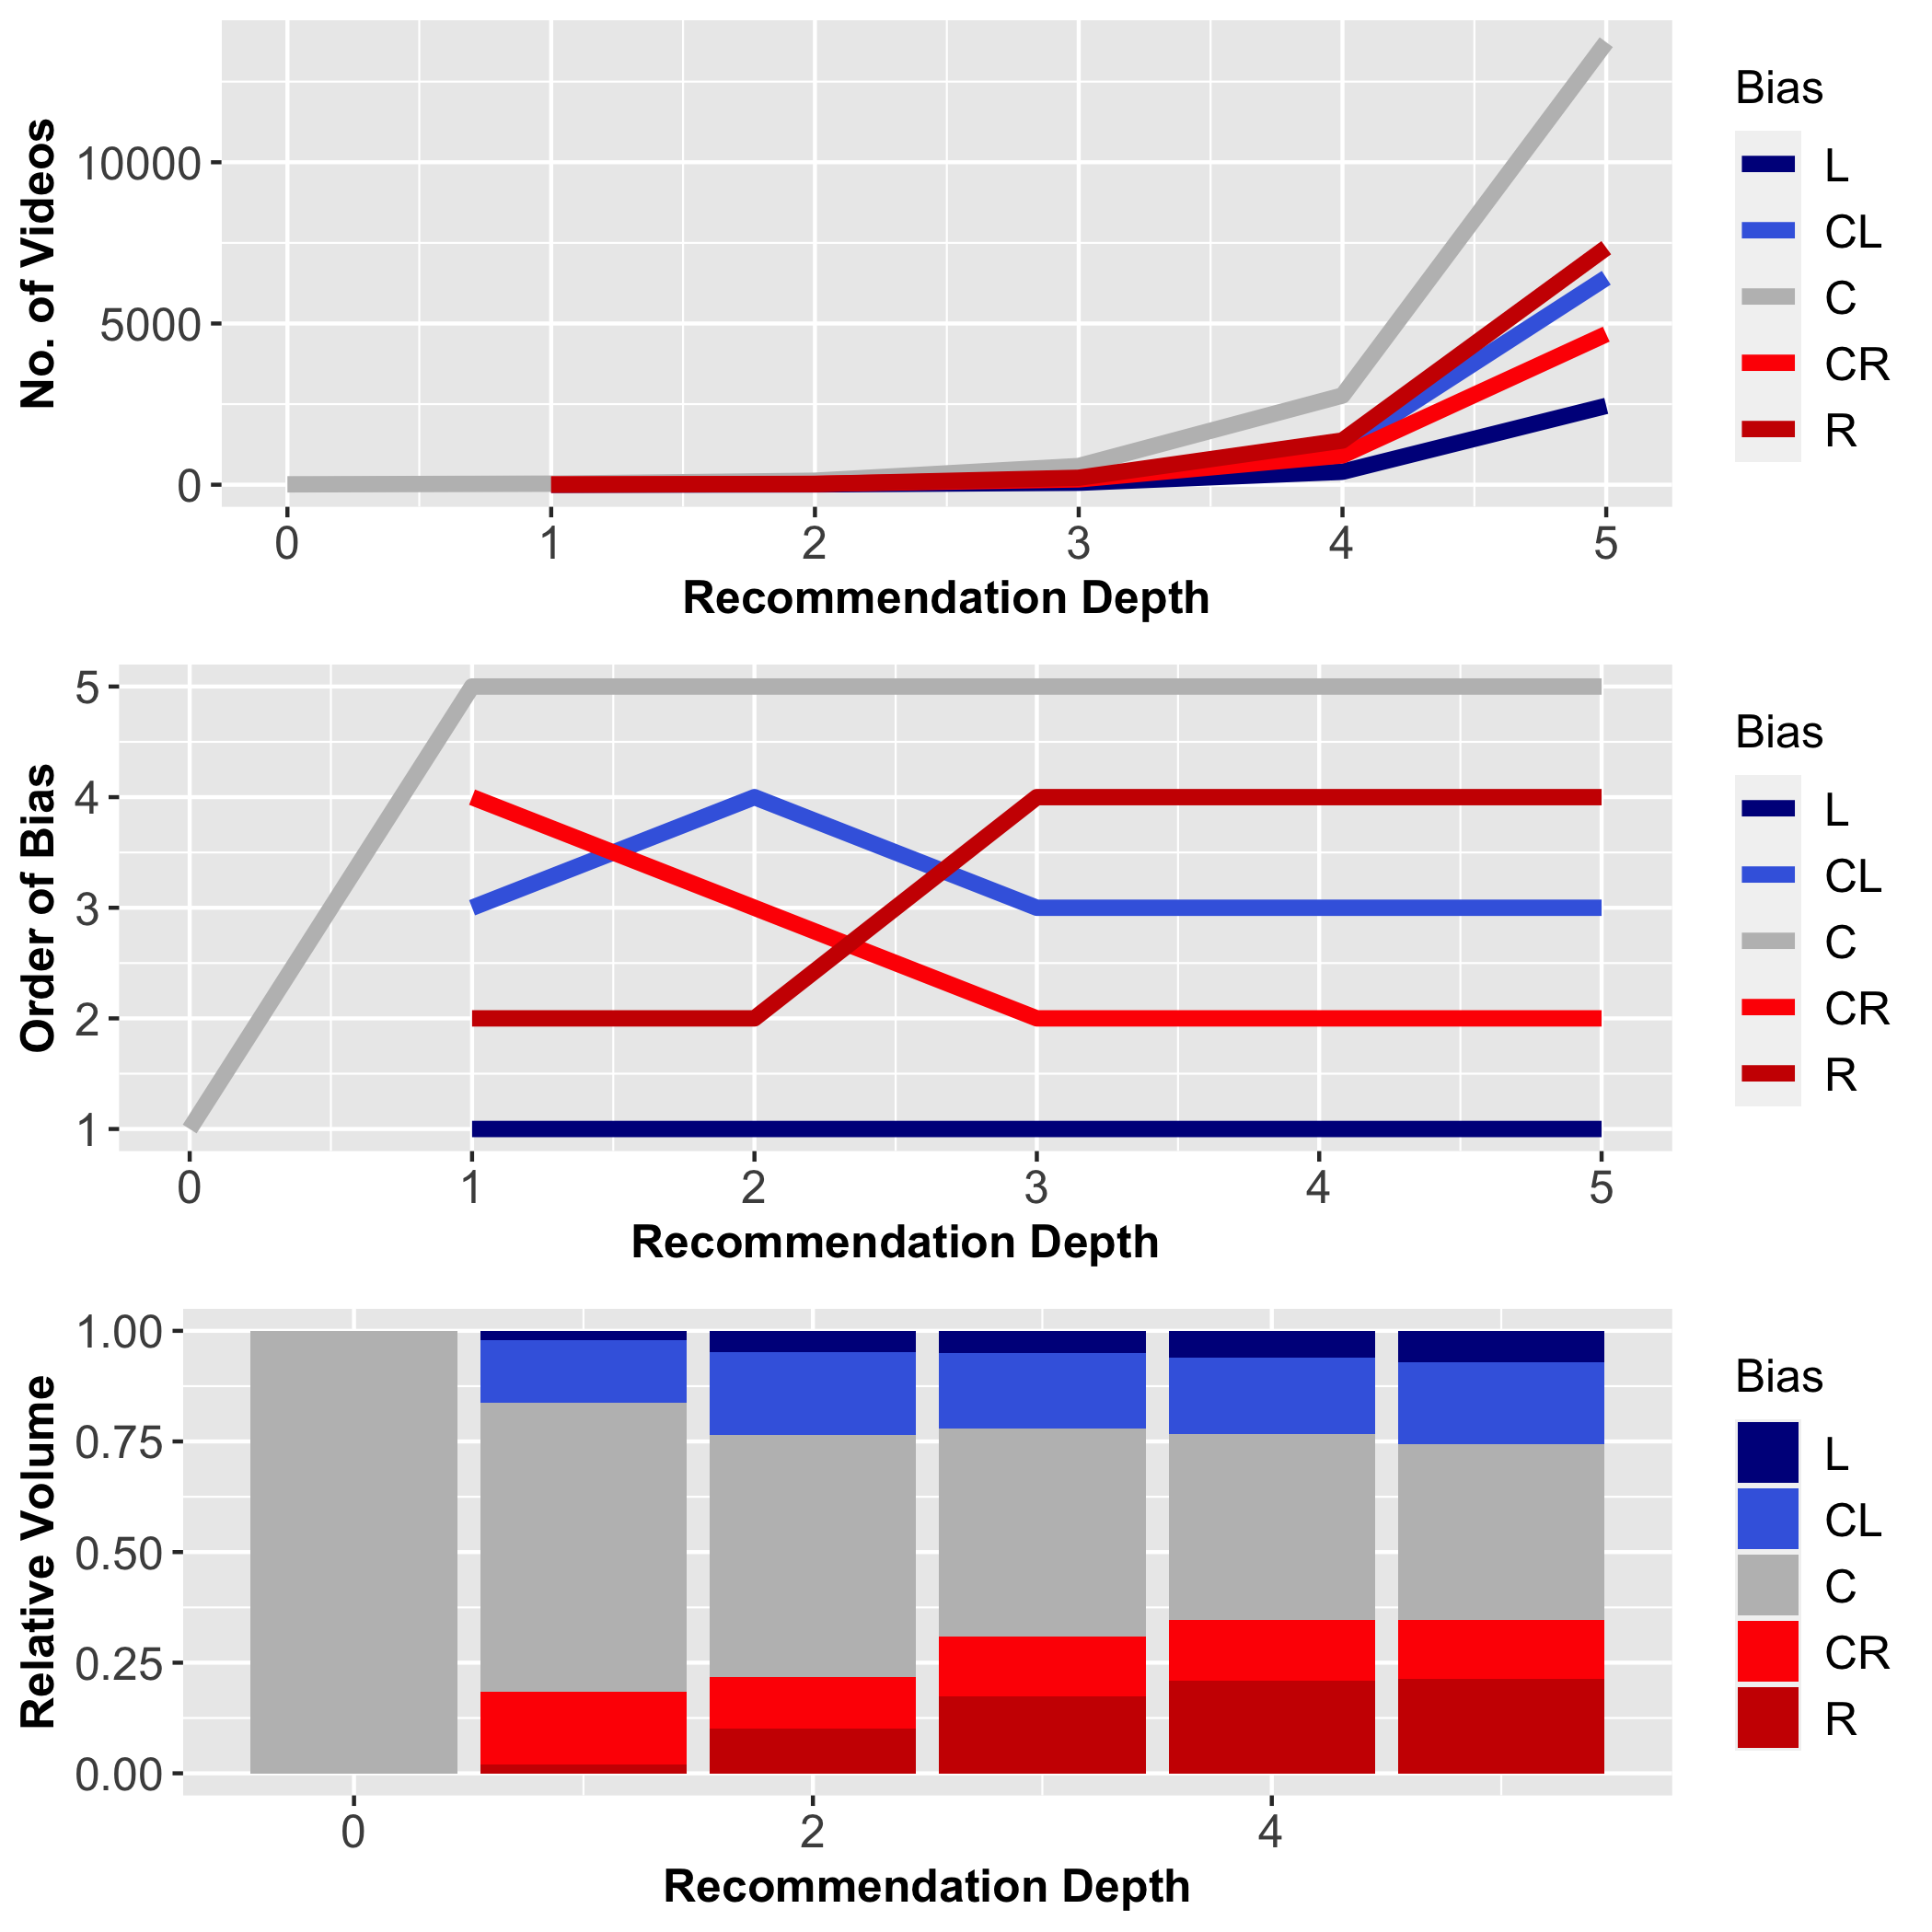 No. of Videos
10000
5000
0
0 1 2 3 4 5
Recommendation Depth
Bias
L
CL
C
CR
R
Order of Bias
5
4
3
2
1
0 1 2 3 4 5
Recommendation Depth
Bias
L
CL
C
CR
R
Relative Volume
1.00
0.75
0.50
0.25
0.00
0 2 4
Recommendation Depth
Bias
L
CL
C
CR
R